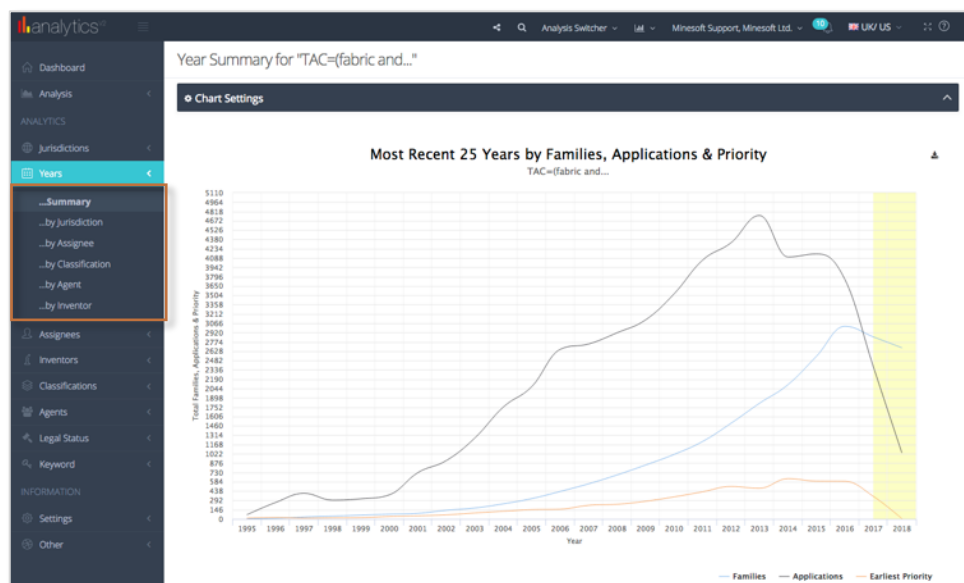 analytics v3
Analysis Switcher
Minesoft Support, Minesoft Ltd.
10
UK/ US
Dashboard
Analysis
ANALYTICS
Jurisdictions
Years
...Summary
...by Jurisdiction
...by Assignee
...by Classification
...by Agent
...by Inventor
Assignees
Inventors
Classifications
Agents
Legal Status
Keyword
INFORMATION
Settings
Other
Year Summary for "TAC=(fabric and..."
Chart Settings
Most Recent 25 Years by Families, Applications & Priority
TAC=(fabric and...
Total Families, Applications & Priority
5110
4964
4818
4672
4526
4380
4234
4088
3942
3796
3650
3504
3358
3212
3066
2920
2774
2628
2482
2336
2190
2044
1898
1752
1606
1460
1314
1168
1022
876
730
584
438
292
146
0
1995 1996 1997 1998 1999 2000 2001 2002 2003 2004 2005 2006 2007 2008 2009 2010 2011 2012 2013 2014 2015 2016 2017 2018
Year
Families Applications Earliest Priority